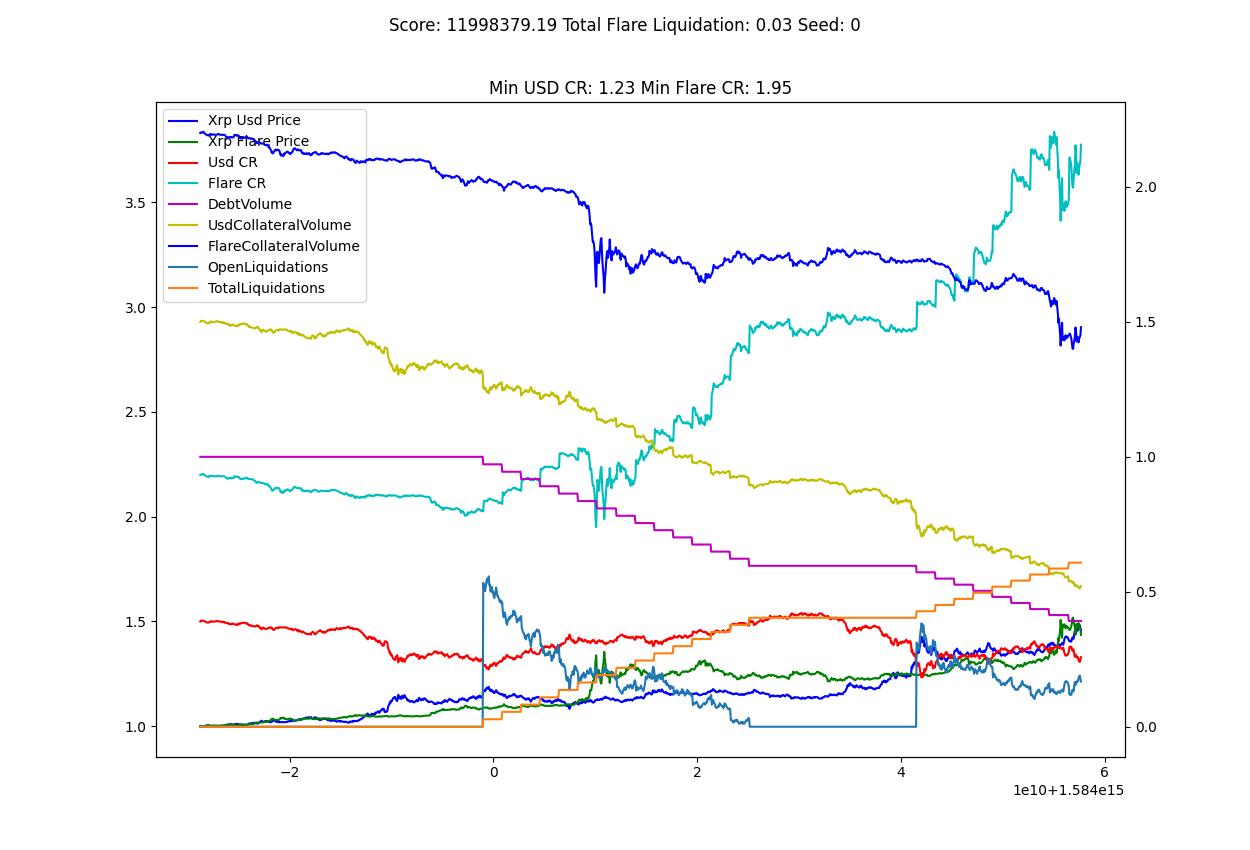 Score: 11998379.19 Total Flare Liquidation: 0.03 Seed: 0
Min USD CR: 1.23 Min Flare CR: 1.95
Xrp Usd Price
Xrp Flare Price
Usd CR
Flare CR
DebtVolume
UsdCollateralVolume
FlareCollateralVolume
OpenLiquidations
TotalLiquidations
3.5
3.0
2.5
2.0
1.5
1.0
2.0
1.5
1.0
0.5
0.0
−2
0
2
4
6
1e10+1.584e15